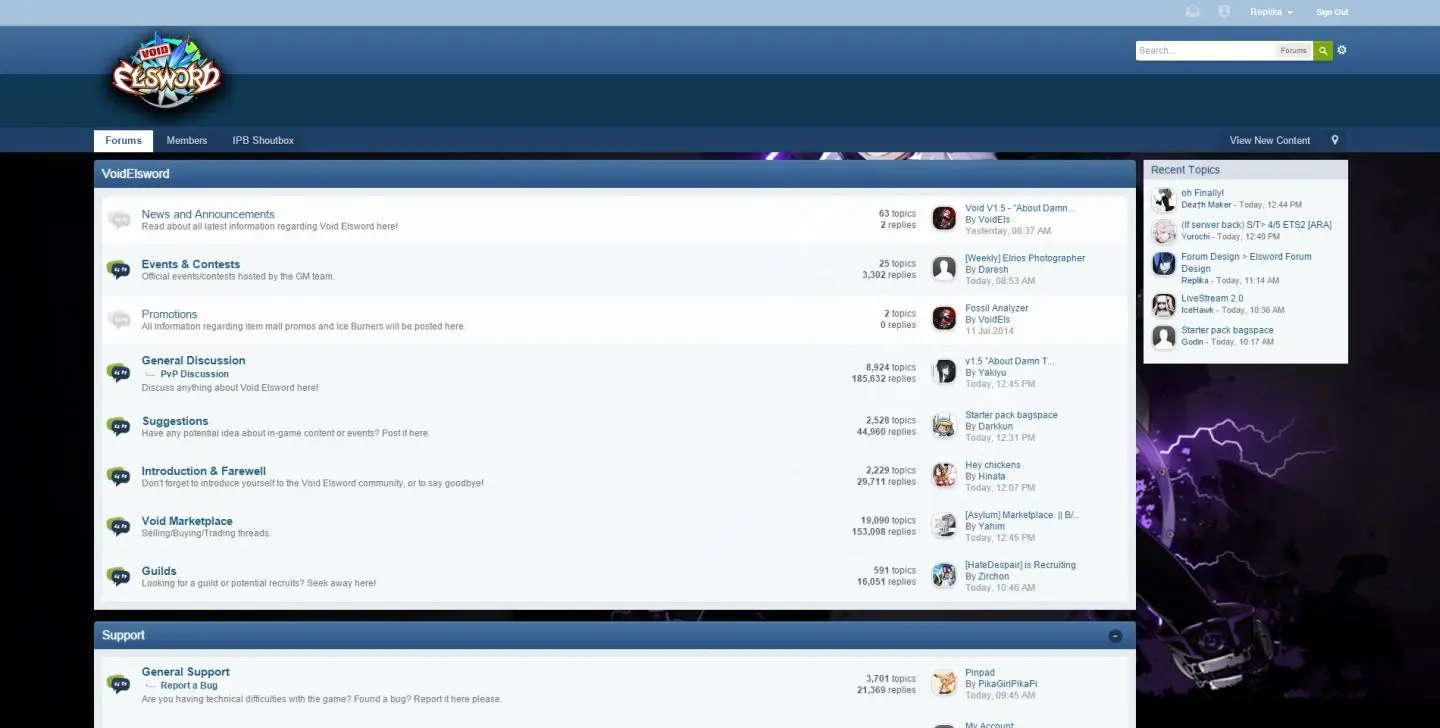 Replika
Sign Out
VOID
ELSWORD
Search...
Forums
Forums
Members
IPB Shoutbox
View New Content
VoidElsword
News and Announcements
Read about all latest information regarding Void Elsword here!
63 topics
2 replies
Void V1.5 - "About Damn...
By VoidEls
Yesterday, 08:37 AM
Events & Contests
Official events/contests hosted by the GM team.
25 topics
3,302 replies
[Weekly] Elrios Photographer
By Daresh
Today, 08:53 AM
Promotions
All information regarding item mall promos and Ice Burners will be posted here.
2 topics
0 replies
Fossil Analyzer
By VoidEls
11 Jul 2014
General Discussion
PvP Discussion
Discuss anything about Void Elsword here!
8,924 topics
185,632 replies
v1.5 "About Damn T...
By Yakiyu
Today, 12:45 PM
Suggestions
Have any potential idea about in-game content or events? Post it here.
2,528 topics
44,960 replies
Starter pack bagspace
By Darkkun
Today, 12:31 PM
Introduction & Farewell
Don't forget to introduce yourself to the Void Elsword community, or to say goodbye!
2,229 topics
29,711 replies
Hey chickens
By Hinata
Today, 12:07 PM
Void Marketplace
Selling/Buying/Trading threads.
19,090 topics
153,098 replies
[Asylum] Marketplace. || B/...
By Yahim
Today, 12:45 PM
Guilds
Looking for a guild or potential recruits? Seek away here!
591 topics
16,051 replies
[HateDespair] is Recruiting
By Zirchon
Today, 10:46 AM
Support
General Support
Report a Bug
Are you having technical difficulties with the game? Found a bug? Report it here please.
3,701 topics
21,369 replies
Pinpad
By PikaGirlPikaPi
Today, 09:45 AM
My Account
Recent Topics
oh Finally!
Dea†h Maker - Today, 12:44 PM
(If serwer back) S/T> 4/5 ETS2 [ARA]
Yurochi - Today, 12:40 PM
Forum Design > Elsword Forum
Design
Replika - Today, 11:14 AM
LiveStream 2.0
IceHawk - Today, 10:36 AM
Starter pack bagspace
Godin - Today, 10:17 AM